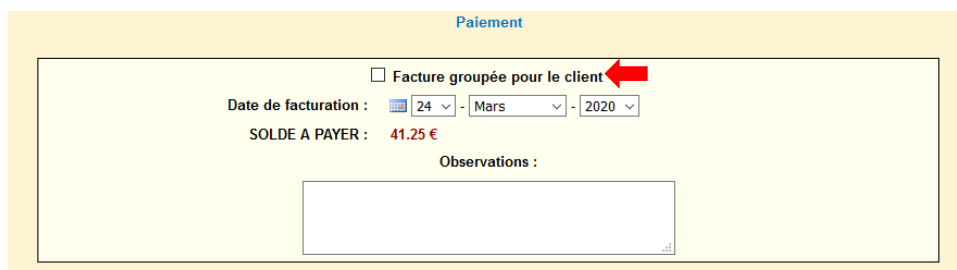 Paiement
Facture groupée pour le client
Date de facturation : 24 - Mars - 2020
SOLDE A PAYER : 41.25 €
Observations :